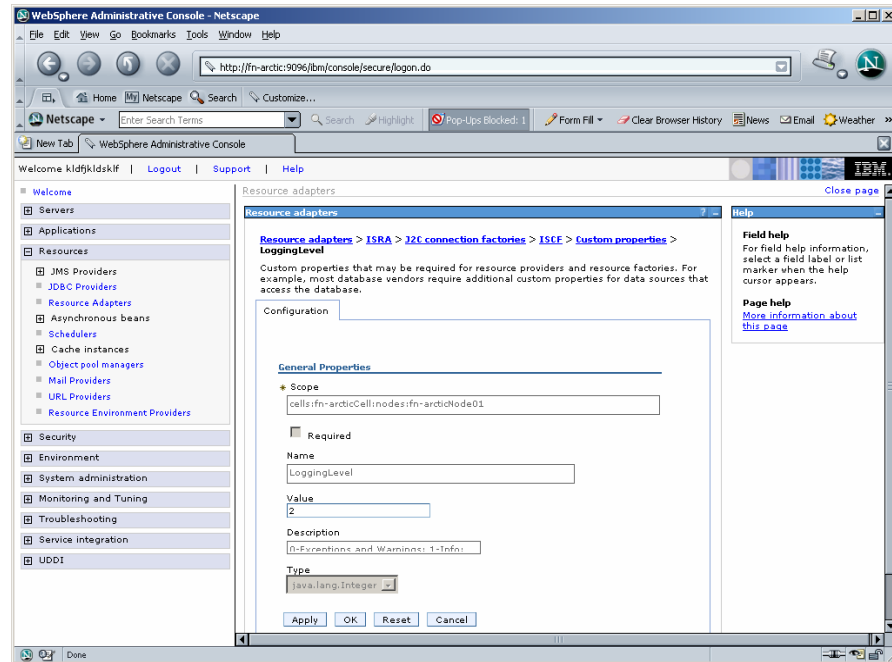 WebSphere Administrative Console - Netscape
File Edit View Go Bookmarks Tools Window Help
http://fn-arctic:9096/ibm/console/secure/logon.do
Home My Netscape Search Customize...
Netscape Enter Search Terms Search Highlight Pop-Ups Blocked: 1 Form Fill Clear Browser History News Email Weather »
New Tab WebSphere Administrative Console
Welcome kldfjkldsklf | Logout | Support | Help IBM.
Welcome
Servers
Applications
Resources
JMS Providers
JDBC Providers
Resource Adapters
Asynchronous beans
Schedulers
Cache instances
Object pool managers
Mail Providers
URL Providers
Resource Environment Providers
Security
Environment
System administration
Monitoring and Tuning
Troubleshooting
Service integration
UDDI
Resource adapters Close page
Resource adapters ? –
Resource adapters > ISRA > J2C connection factories > ISCF > Custom properties >
LoggingLevel
Custom properties that may be required for resource providers and resource factories. For
example, most database vendors require additional custom properties for data sources that
access the database.
Configuration
General Properties
* Scope
cells:fn-arcticCell:nodes:fn-arcticNode01
Required
Name
LoggingLevel
Value
2
Description
0-Exceptions and Warnings; 1-Info;
Type
java.lang.Integer
Apply OK Reset Cancel
Help –
Field help
For field help information,
select a field label or list
marker when the help
cursor appears.
Page help
More information about
this page
Done